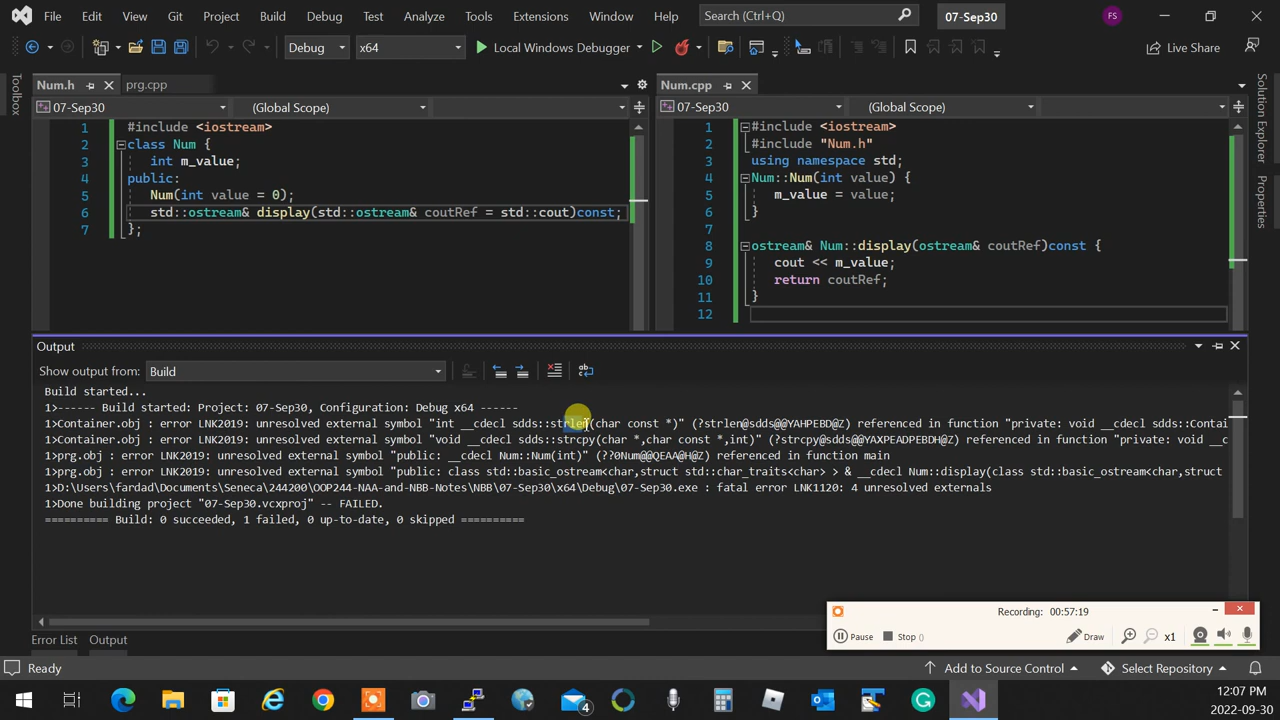 File Edit View Git Project Build Debug Test Analyze Tools Extensions Window Help Search (Ctrl+Q) 07-Sep30 FS
Debug x64 Local Windows Debugger Live Share
Toolbox
Num.h prg.cpp
07-Sep30 (Global Scope)
1 #include <iostream>
2 class Num {
3 int m_value;
4 public:
5 Num(int value = 0);
6 std::ostream& display(std::ostream& coutRef = std::cout)const;
7 };
Num.cpp
07-Sep30 (Global Scope)
1 #include <iostream>
2 #include "Num.h"
3 using namespace std;
4 Num::Num(int value) {
5 m_value = value;
6 }
7
8 ostream& Num::display(ostream& coutRef)const {
9 cout << m_value;
10 return coutRef;
11 }
12
Solution Explorer
Properties
Output
Show output from: Build
Build started...
1>------ Build started: Project: 07-Sep30, Configuration: Debug x64 ------
1>Container.obj : error LNK2019: unresolved external symbol "int __cdecl sdds::strlen(char const *)" (?strlen@sdds@@YAHPEBD@Z) referenced in function "private: void __cdecl sdds::Contai
1>Container.obj : error LNK2019: unresolved external symbol "void __cdecl sdds::strcpy(char *,char const *,int)" (?strcpy@sdds@@YAXPEADPEBDH@Z) referenced in function "private: void __c
1>prg.obj : error LNK2019: unresolved external symbol "public: __cdecl Num::Num(int)" (??0Num@@QEAA@H@Z) referenced in function main
1>prg.obj : error LNK2019: unresolved external symbol "public: class std::basic_ostream<char,struct std::char_traits<char> > & __cdecl Num::display(class std::basic_ostream<char,struct
1>D:\Users\fardad\Documents\Seneca\244200\OOP244-NAA-and-NBB-Notes\NBB\07-Sep30\x64\Debug\07-Sep30.exe : fatal error LNK1120: 4 unresolved externals
1>Done building project "07-Sep30.vcxproj" -- FAILED.
========== Build: 0 succeeded, 1 failed, 0 up-to-date, 0 skipped ==========
Recording: 00:57:19
Pause Stop () Draw x1
Error List Output
Ready Add to Source Control Select Repository
4
12:07 PM
2022-09-30